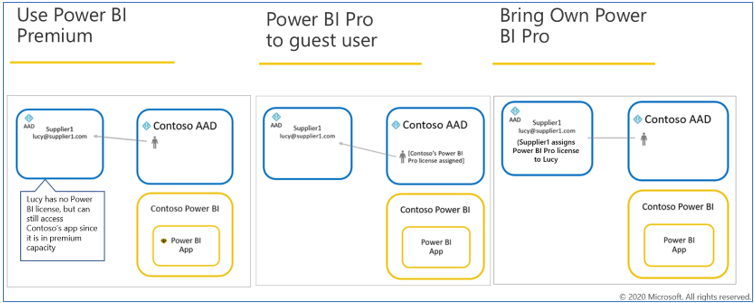 Use Power BI
Premium
Power BI Pro
to guest user
Bring Own Power
BI Pro
AAD
Supplier1
lucy@supplier1.com
Contoso AAD
Lucy has no Power
BI license, but can
still access
Contoso's app since
it is in premium
capacity
Contoso Power BI
Power BI
App
AAD
Supplier1
lucy@supplier1.com
Contoso AAD
[Contoso's Power BI
Pro license assigned]
Contoso Power BI
Power BI
App
AAD
Supplier1
lucy@supplier1.com
[Supplier1 assigns
Power BI Pro license
to Lucy
Contoso AAD
Contoso Power BI
Power BI
App
© 2020 Microsoft. All rights reserved.